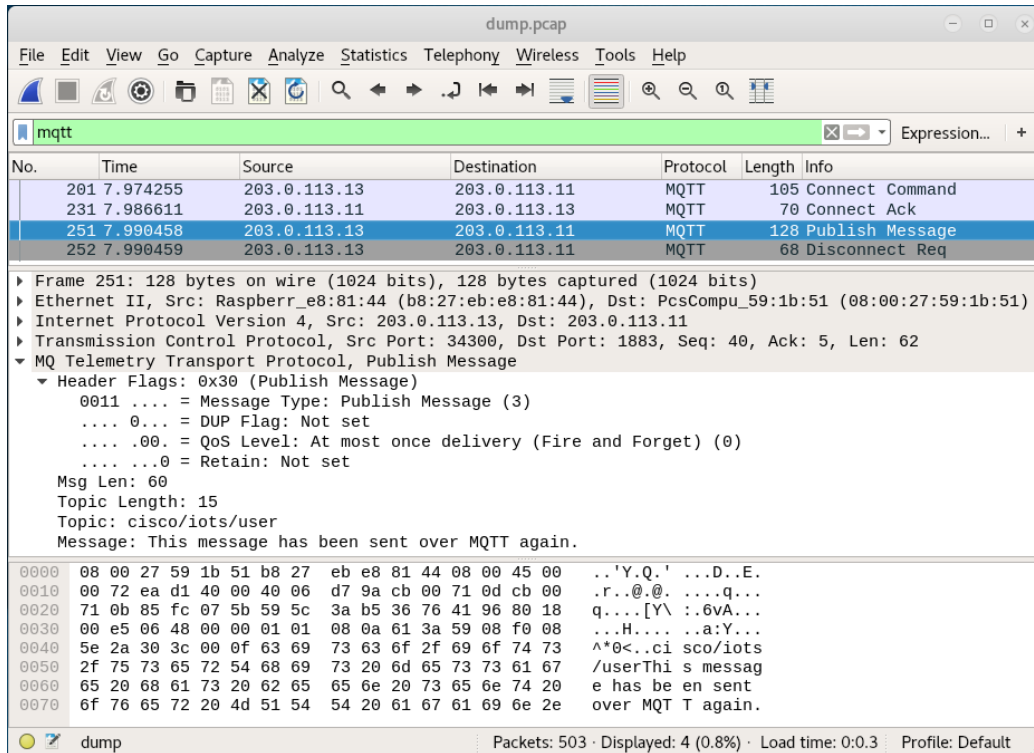 dump.pcap
File Edit View Go Capture Analyze Statistics Telephony Wireless Tools Help
mqtt Expression... +
No. Time Source Destination Protocol Length Info
201 7.974255 203.0.113.13 203.0.113.11 MQTT 105 Connect Command
231 7.986611 203.0.113.11 203.0.113.13 MQTT 70 Connect Ack
251 7.990458 203.0.113.13 203.0.113.11 MQTT 128 Publish Message
252 7.990459 203.0.113.13 203.0.113.11 MQTT 68 Disconnect Req
Frame 251: 128 bytes on wire (1024 bits), 128 bytes captured (1024 bits)
Ethernet II, Src: Raspberr_e8:81:44 (b8:27:eb:e8:81:44), Dst: PcsCompu_59:1b:51 (08:00:27:59:1b:51)
Internet Protocol Version 4, Src: 203.0.113.13, Dst: 203.0.113.11
Transmission Control Protocol, Src Port: 34300, Dst Port: 1883, Seq: 40, Ack: 5, Len: 62
MQ Telemetry Transport Protocol, Publish Message
Header Flags: 0x30 (Publish Message)
0011 .... = Message Type: Publish Message (3)
.... 0... = DUP Flag: Not set
.... .00. = QoS Level: At most once delivery (Fire and Forget) (0)
.... ...0 = Retain: Not set
Msg Len: 60
Topic Length: 15
Topic: cisco/iots/user
Message: This message has been sent over MQTT again.
0000 08 00 27 59 1b 51 b8 27 eb e8 81 44 08 00 45 00 ..'Y.Q.' ...D..E.
0010 00 72 ea d1 40 00 40 06 d7 9a cb 00 71 0d cb 00 .r..@.@. ....q...
0020 71 0b 85 fc 07 5b 59 5c 3a b5 36 76 41 96 80 18 q....[Y\ :.6vA...
0030 00 e5 06 48 00 00 01 01 08 0a 61 3a 59 08 f0 08 ...H.... ..a:Y...
0040 5e 2a 30 3c 00 0f 63 69 73 63 6f 2f 69 6f 74 73 ^*0<..ci sco/iots
0050 2f 75 73 65 72 54 68 69 73 20 6d 65 73 73 61 67 /userThi s messag
0060 65 20 68 61 73 20 62 65 65 6e 20 73 65 6e 74 20 e has be en sent
0070 6f 76 65 72 20 4d 51 54 54 20 61 67 61 69 6e 2e over MQT T again.
dump Packets: 503 · Displayed: 4 (0.8%) · Load time: 0:0.3 Profile: Default